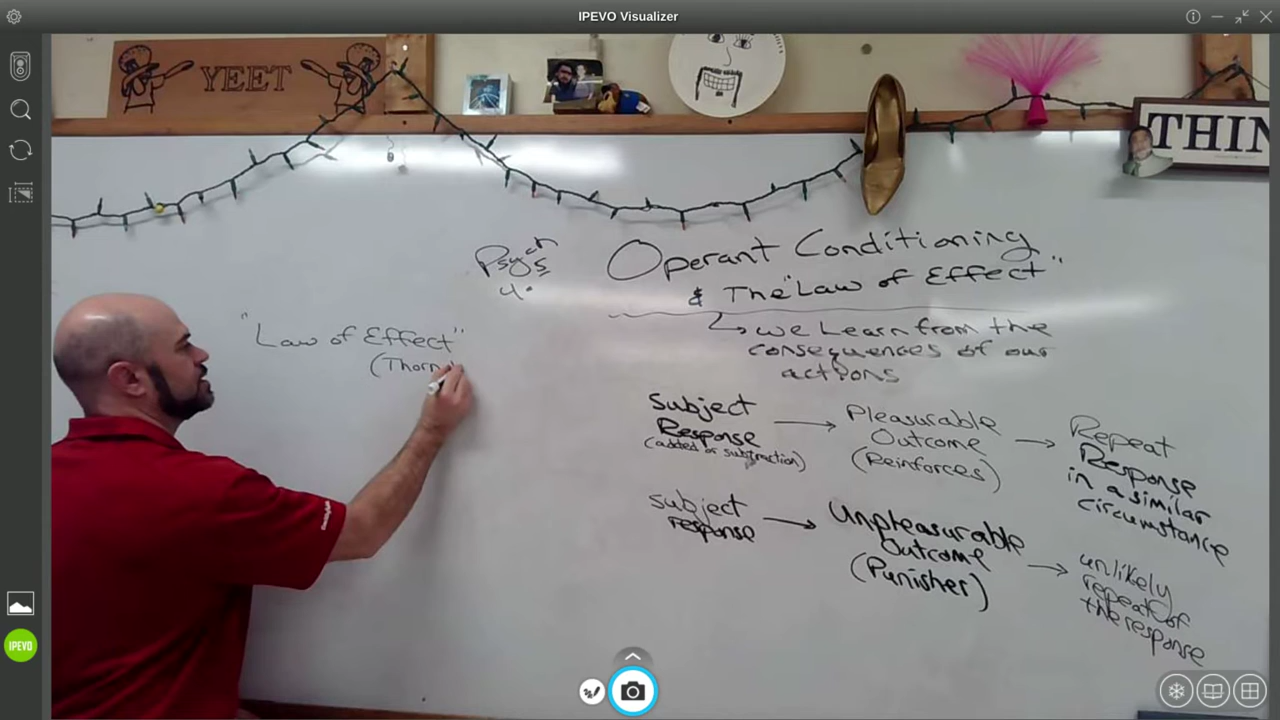 IPEVO Visualizer
YEET
THIN
Psych
"Law of Effect"
(Thorn
Operant Conditioning
& The "Law of Effect"
↳ we Learn from the
consequences of our
actions
Subject
Response
(added or subtraction)
→
Pleasurable
Outcome
(Reinforces)
→
Repeat
Response
in a similar
circumstance
subject
response
→
Unpleasurable
Outcome
(Punisher)
→
unlikely
repeat of
the response
IPEVO